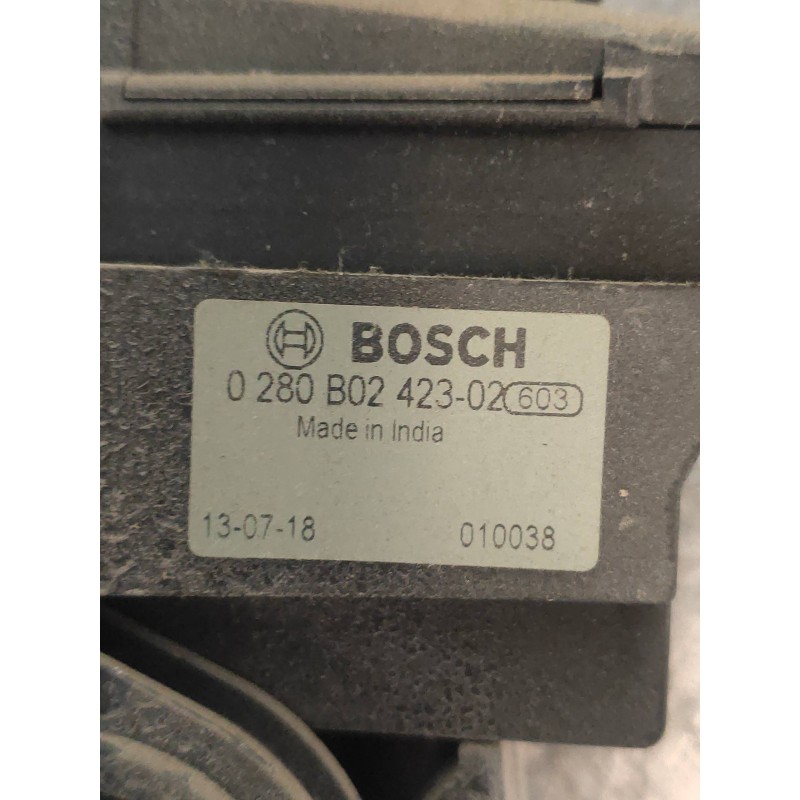 BOSCH
0 280 B02 423-02 603
Made in India
13-07-18 010038